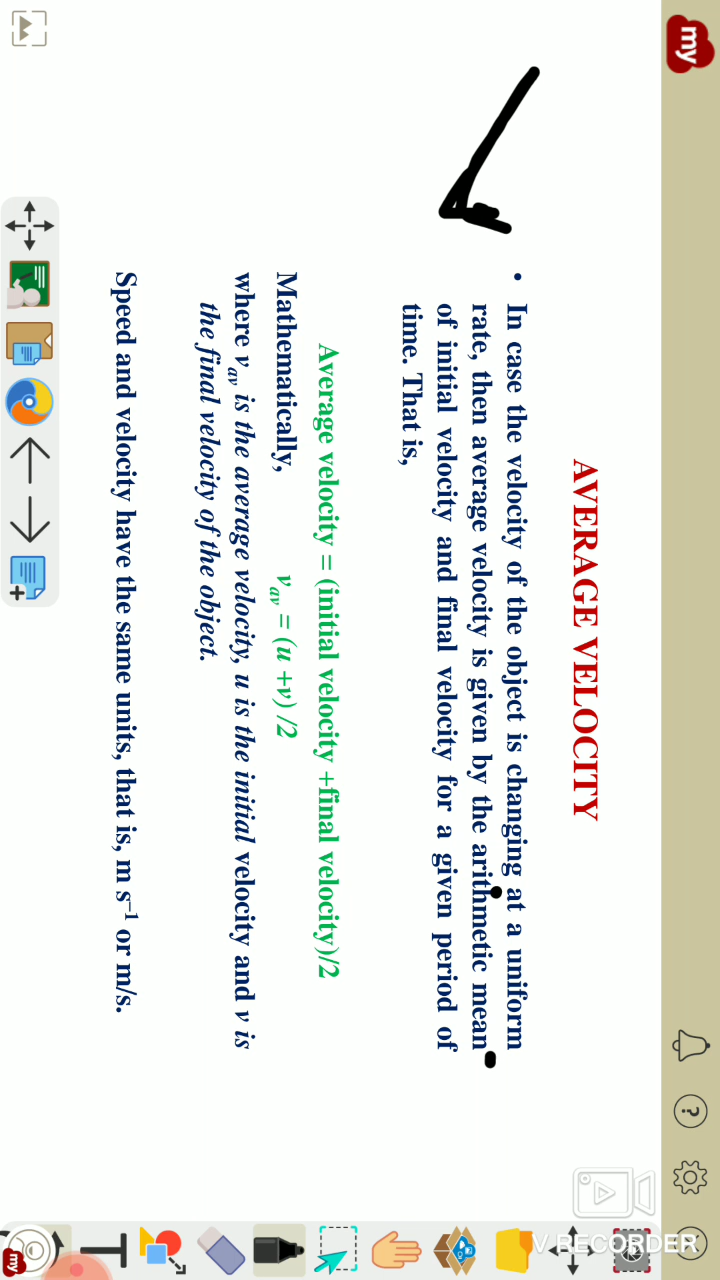 my
AVERAGE VELOCITY
• In case the velocity of the object is changing at a uniform
rate, then average velocity is given by the arithmetic mean
of initial velocity and final velocity for a given period of
time. That is,
Average velocity = (initial velocity +final velocity)/2
Mathematically, vav = (u +v) /2
where vav is the average velocity, u is the initial velocity and v is
the final velocity of the object.
Speed and velocity have the same units, that is, m s⁻¹ or m/s.
V RECORDER
my